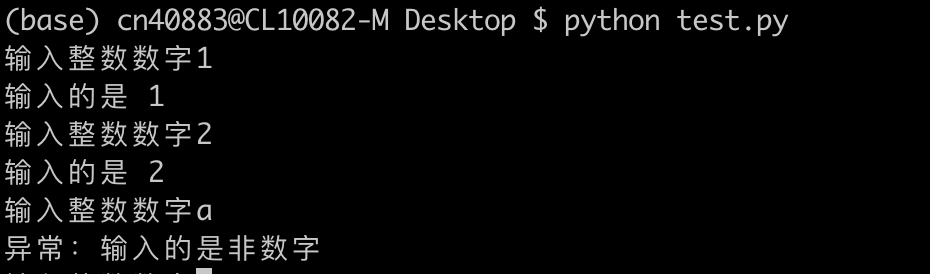 (base) cn40883@CL10082-M Desktop $ python test.py
输入整数数字1
输入的是 1
输入整数数字2
输入的是 2
输入整数数字a
异常：输入的是非数字